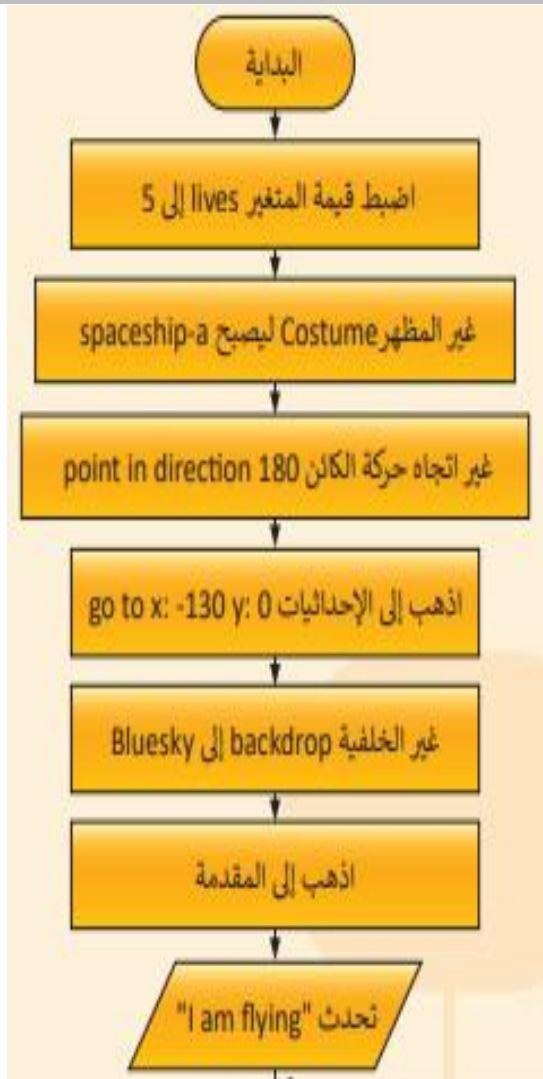 البداية
اضبط قيمة المتغير lives إلى 5
غير المظهر Costume ليصبح spaceship-a
غير اتجاه حركة الكائن point in direction 180
اذهب إلى الإحداثيات go to x: -130 y: 0
غير الخلفية backdrop إلى Bluesky
اذهب إلى المقدمة
تحدث "I am flying"